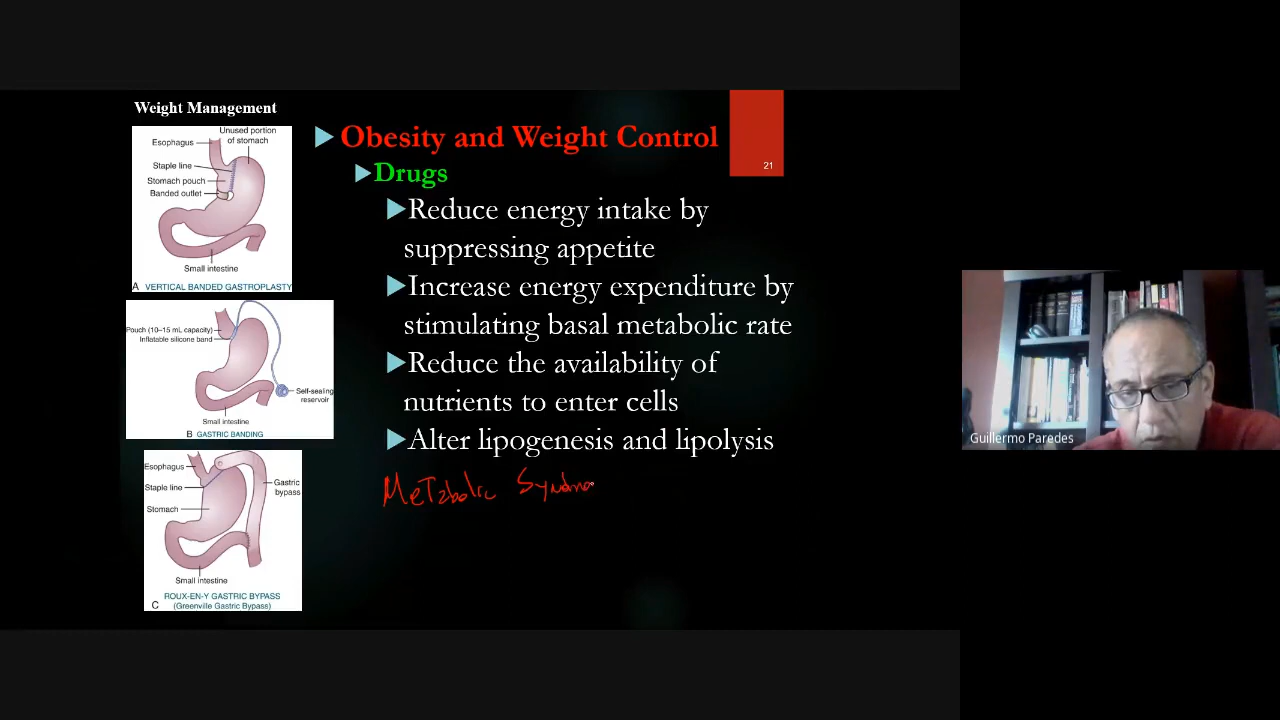 Weight Management
Unused portion
of stomach
Esophagus
Staple line
Stomach pouch
Banded outlet
Small intestine
A VERTICAL BANDED GASTROPLASTY
Pouch (10–15 mL capacity)
Inflatable silicone band
Self-sealing
reservoir
Small intestine
B GASTRIC BANDING
Esophagus
Staple line
Gastric
bypass
Stomach
Small intestine
ROUX-EN-Y GASTRIC BYPASS
C (Greenville Gastric Bypass)
Obesity and Weight Control
21
Drugs
Reduce energy intake by
suppressing appetite
Increase energy expenditure by
stimulating basal metabolic rate
Reduce the availability of
nutrients to enter cells
Alter lipogenesis and lipolysis
Metabolic Syndro
Guillermo Paredes